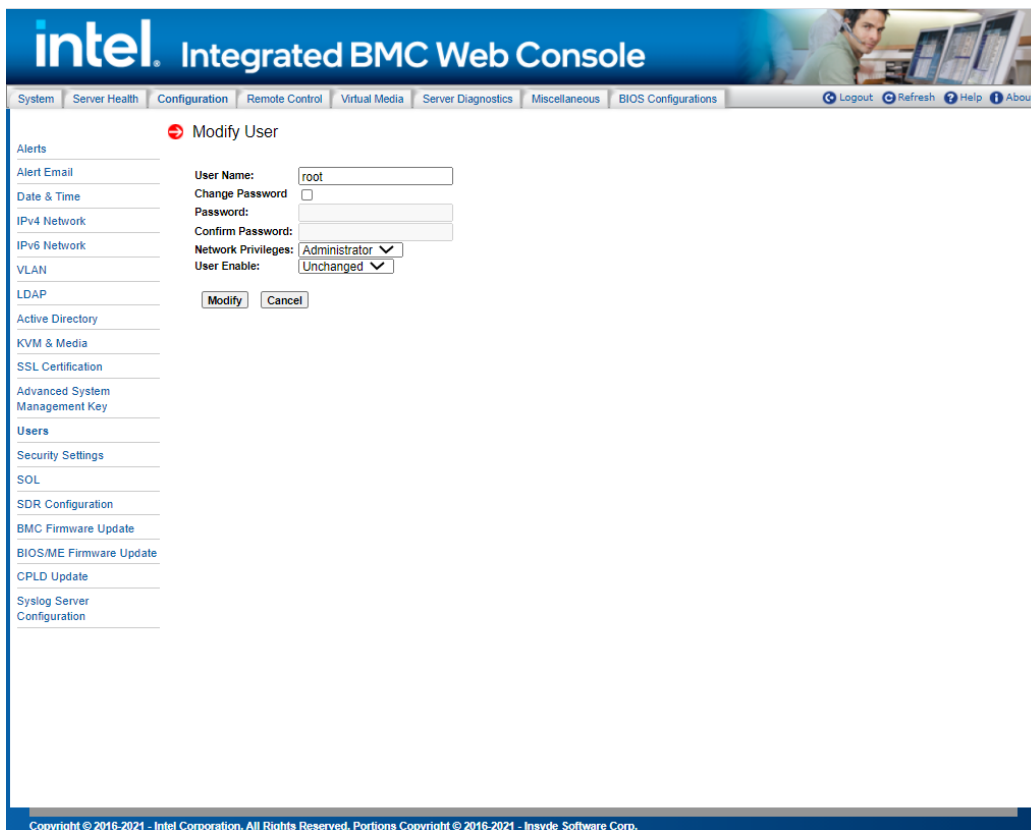 intel. Integrated BMC Web Console
System Server Health Configuration Remote Control Virtual Media Server Diagnostics Miscellaneous BIOS Configurations Logout Refresh Help Abou
Modify User
Alerts
Alert Email
Date & Time
IPv4 Network
IPv6 Network
VLAN
LDAP
Active Directory
KVM & Media
SSL Certification
Advanced System
Management Key
Users
Security Settings
SOL
SDR Configuration
BMC Firmware Update
BIOS/ME Firmware Update
CPLD Update
Syslog Server
Configuration
User Name: root
Change Password
Password:
Confirm Password:
Network Privileges: Administrator
User Enable: Unchanged
Modify Cancel
Copyright © 2016-2021 - Intel Corporation. All Rights Reserved. Portions Copyright © 2016-2021 - Insyde Software Corp.